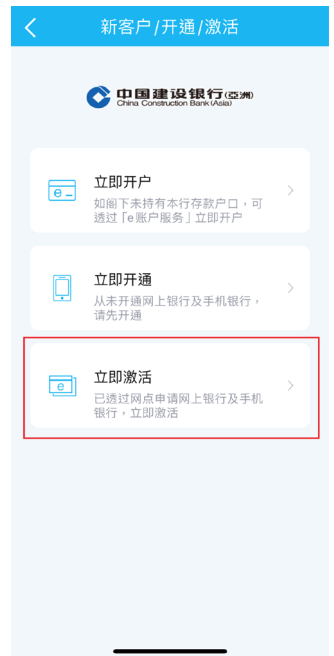 新客户/开通/激活
中国建设银行(亞洲)
China Construction Bank (Asia)
立即开户
如阁下未持有本行存款户口，可
透过「e账户服务」立即开户
立即开通
从未开通网上银行及手机银行，
请先开通
立即激活
已透过网点申请网上银行及手机
银行，立即激活